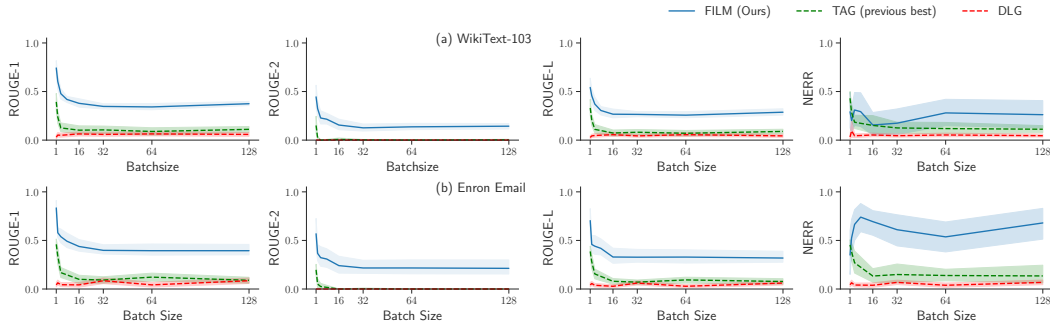 FILM (Ours) TAG (previous best) DLG
(a) WikiText-103
ROUGE-1
1.0
0.5
0.0
1 16 32 64 128
Batchsize
ROUGE-2
1.0
0.5
0.0
1 16 32 64 128
Batchsize
ROUGE-L
1.0
0.5
0.0
1 16 32 64 128
Batch Size
NERR
1.0
0.5
0.0
1 16 32 64 128
Batch Size
(b) Enron Email
ROUGE-1
1.0
0.5
0.0
1 16 32 64 128
Batch Size
ROUGE-2
1.0
0.5
0.0
1 16 32 64 128
Batch Size
ROUGE-L
1.0
0.5
0.0
1 16 32 64 128
Batch Size
NERR
1.0
0.5
0.0
1 16 32 64 128
Batch Size